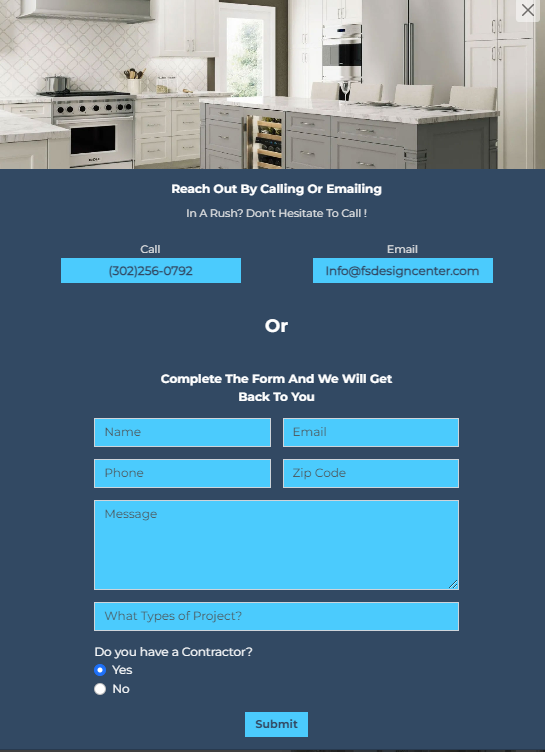 Reach Out By Calling Or Emailing
In A Rush? Don't Hesitate To Call !
Call
(302)256-0792
Email
Info@fsdesigncenter.com
Or
Complete The Form And We Will Get
Back To You
Name
Email
Phone
Zip Code
Message
What Types of Project?
Do you have a Contractor?
Yes
No
Submit